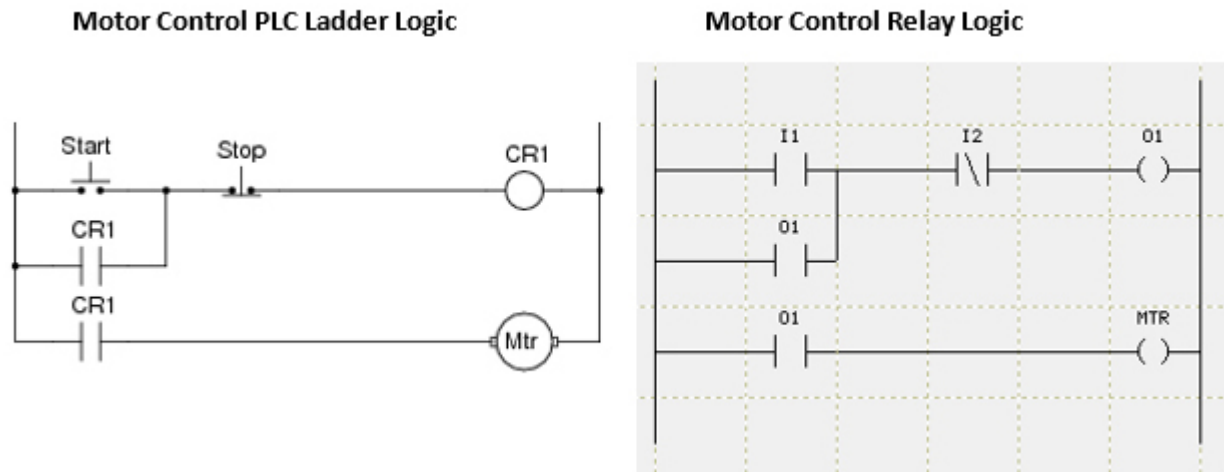 Motor Control PLC Ladder Logic
Start
Stop
CR1
CR1
CR1
Mtr
Motor Control Relay Logic
I1
I2
O1
O1
O1
MTR